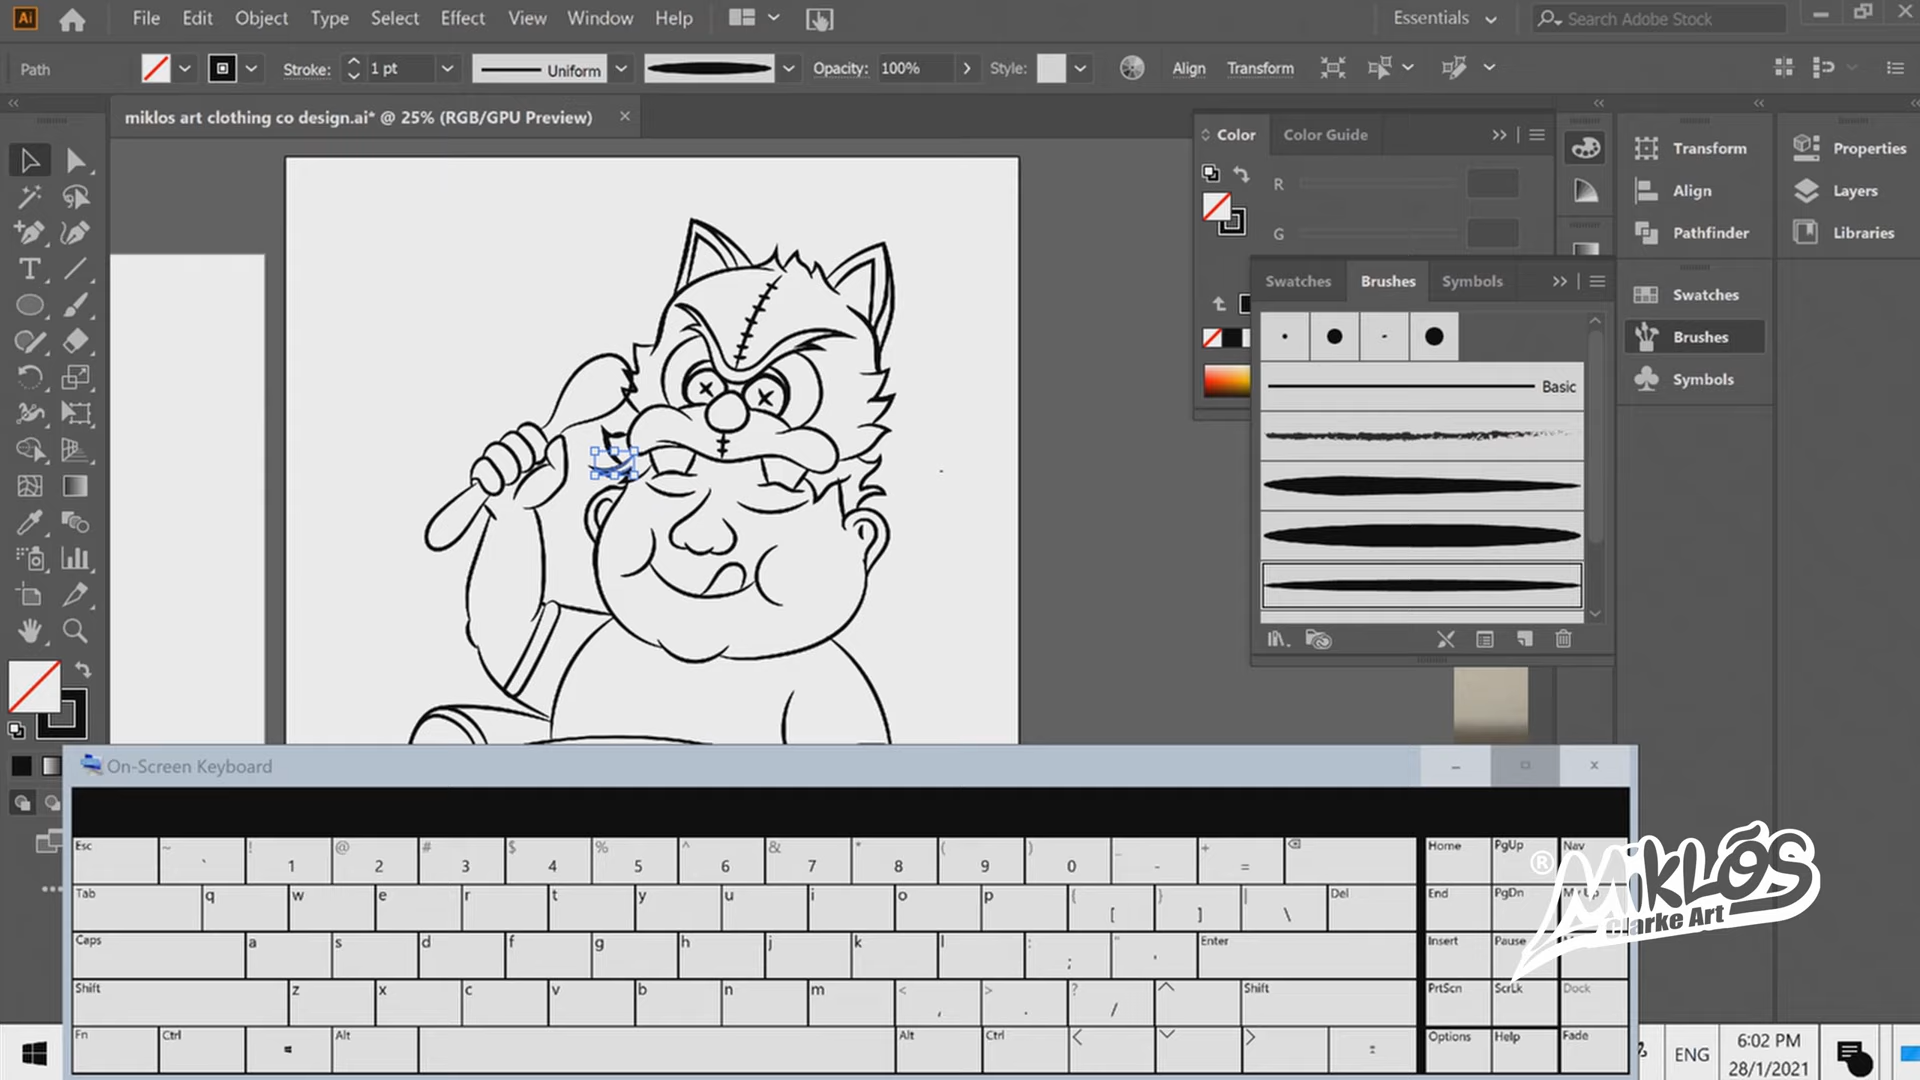 Ai File Edit Object Type Select Effect View Window Help Essentials Search Adobe Stock
Path Stroke: 1 pt Uniform Opacity: 100% Style: Align Transform
miklos art clothing co design.ai* @ 25% (RGB/GPU Preview)
Color Color Guide
R
G
Transform
Align
Pathfinder
Properties
Layers
Libraries
Swatches Brushes Symbols
Basic
Swatches
Brushes
Symbols
On-Screen Keyboard
Esc ~ ` ! 1 @ 2 # 3 $ 4 % 5 ^ 6 & 7 * 8 ( 9 ) 0 _ - + = Home PgUp Nav
Tab q w e r t y u i o p { [ } ] | \ Del End PgDn Mv Up
Caps a s d f g h j k l : ; " ' Enter Insert Pause
Shift z x c v b n m < , > . ? / Shift PrtScn ScrLk Dock
Fn Ctrl Alt Alt Ctrl Options Help Fade
® MiKLOS
Clarke Art
ENG
6:02 PM
28/1/2021